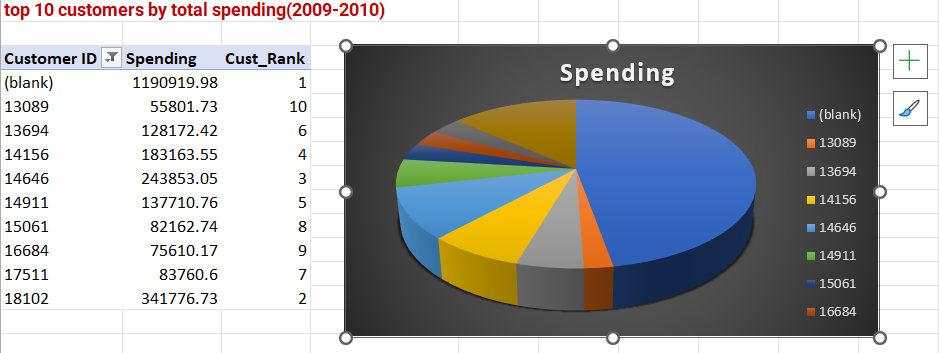 top 10 customers by total spending(2009-2010)
Customer ID Spending Cust_Rank
(blank) 1190919.98 1
13089 55801.73 10
13694 128172.42 6
14156 183163.55 4
14646 243853.05 3
14911 137710.76 5
15061 82162.74 8
16684 75610.17 9
17511 83760.6 7
18102 341776.73 2
Spending
(blank)
13089
13694
14156
14646
14911
15061
16684